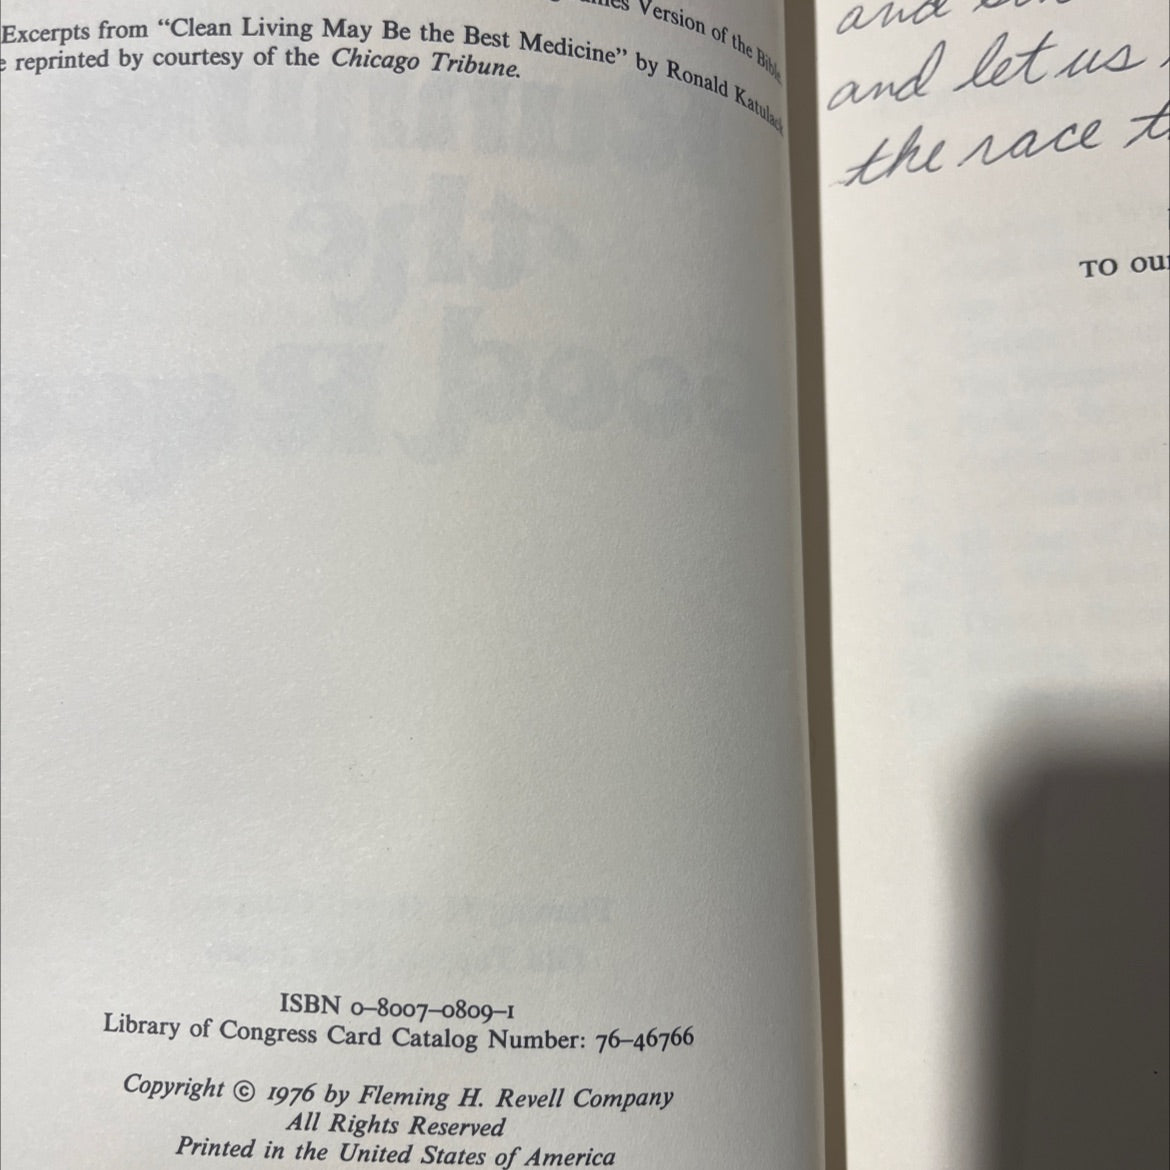 Version of the Bible
Excerpts from “Clean Living May Be the Best Medicine” by Ronald Katulack
e reprinted by courtesy of the Chicago Tribune.
ISBN 0–8007–0809–1
Library of Congress Card Catalog Number: 76–46766
Copyright © 1976 by Fleming H. Revell Company
All Rights Reserved
Printed in the United States of America
and
and let us
the race t
TO OU